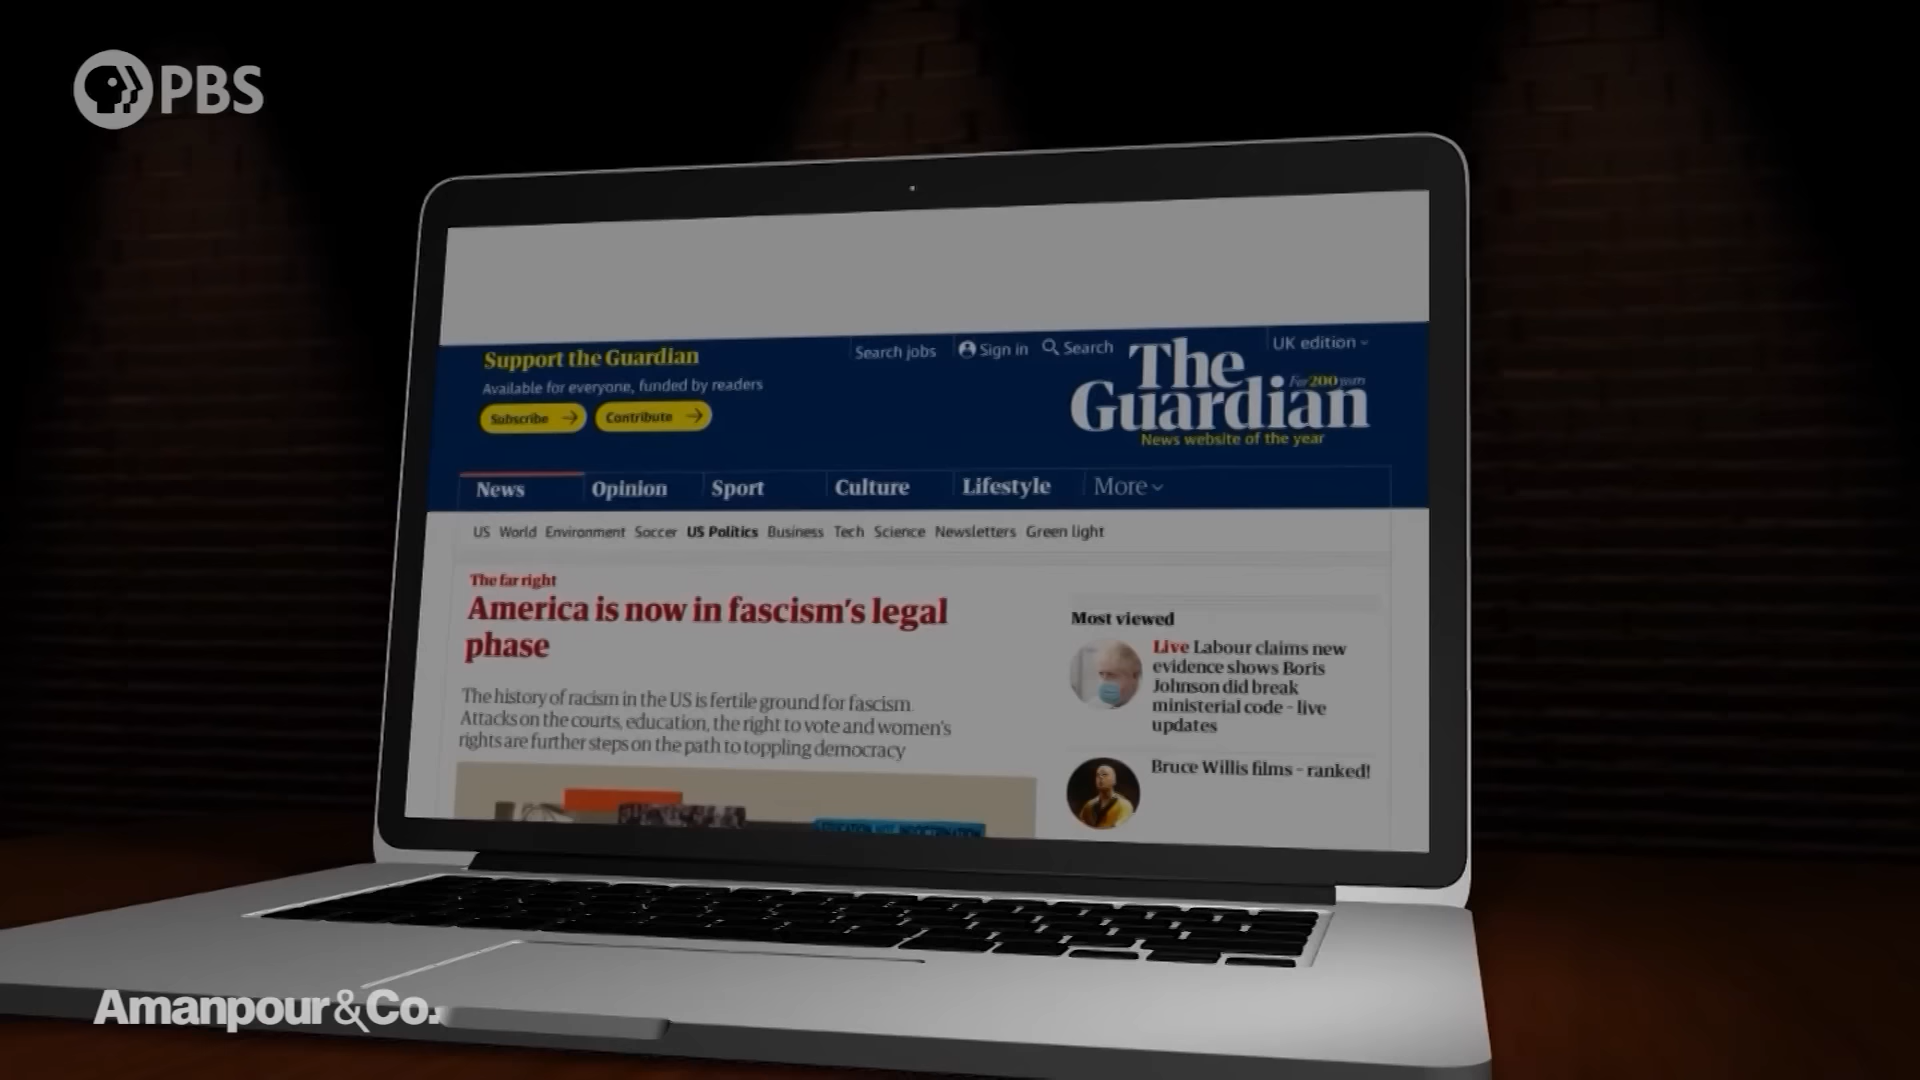 PBS
Support the Guardian
Available for everyone, funded by readers
Subscribe
Contribute
Search jobs
Sign in
Search
UK edition
The
Guardian
For 200 years
News website of the year
News
Opinion
Sport
Culture
Lifestyle
More
US World Environment Soccer US Politics Business Tech Science Newsletters Green light
The far right
America is now in fascism's legal
phase
The history of racism in the US is fertile ground for fascism.
Attacks on the courts, education, the right to vote and women's
rights are further steps on the path to toppling democracy
Most viewed
Live Labour claims new
evidence shows Boris
Johnson did break
ministerial code - live
updates
Bruce Willis films - ranked!
Amanpour&Co.